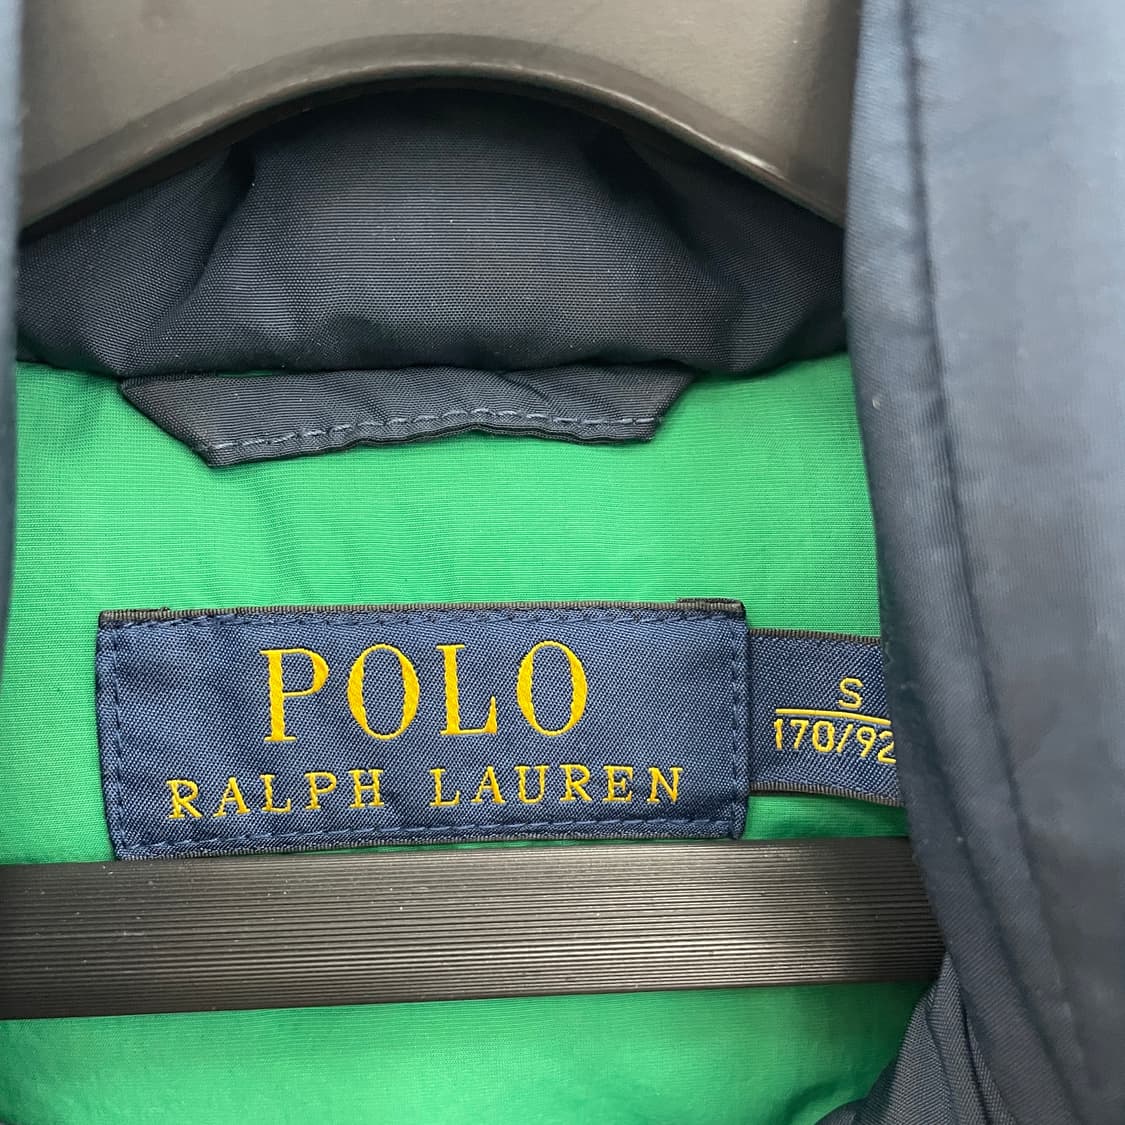 POLO
RALPH LAUREN
S
170/92